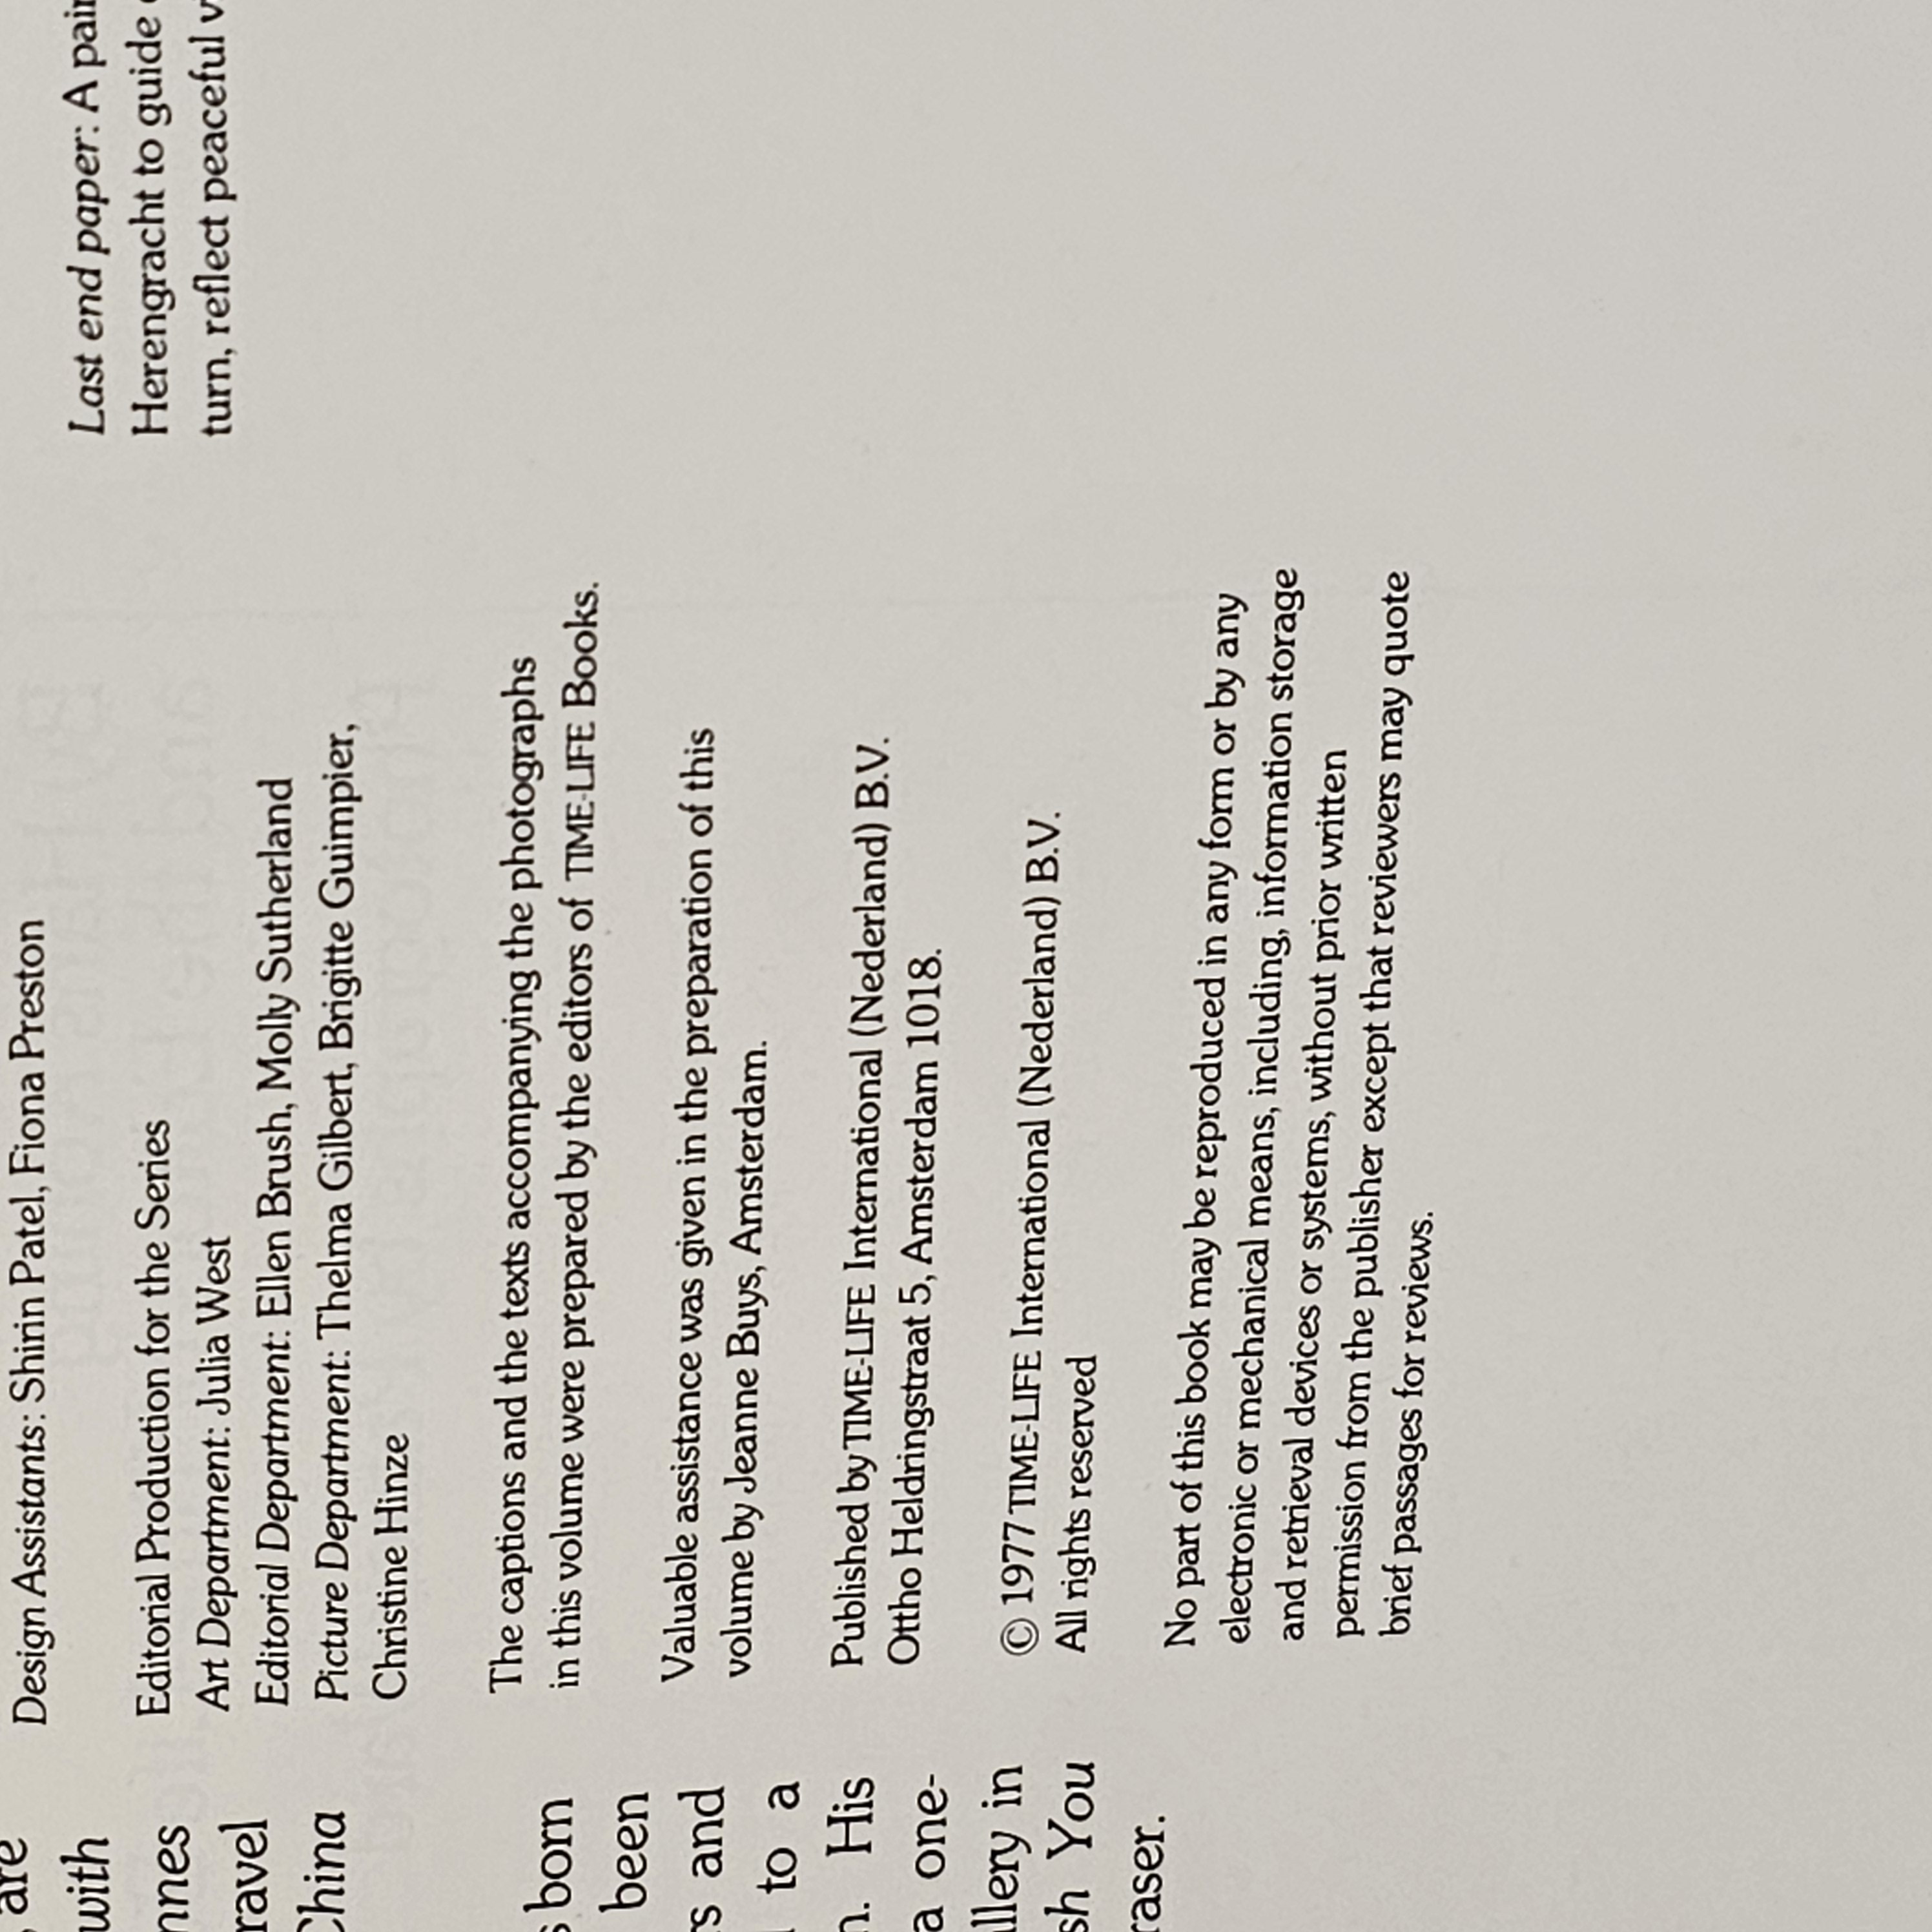 are
with
nnes
ravel
China
s born
been
rs and
to a
n. His
a one-
llery in
sh You
raser.
Design Assistants: Shirin Patel, Fiona Preston
Editorial Production for the Series
Art Department: Julia West
Editorial Department: Ellen Brush, Molly Sutherland
Picture Department: Thelma Gilbert, Brigitte Guimpier,
Christine Hinze
The captions and the texts accompanying the photographs
in this volume were prepared by the editors of TIME-LIFE Books.
Valuable assistance was given in the preparation of this
volume by Jeanne Buys, Amsterdam.
Published by TIME-LIFE International (Nederland) B.V.
Ottho Heldringstraat 5, Amsterdam 1018.
© 1977 TIME-LIFE International (Nederland) B.V.
All rights reserved
No part of this book may be reproduced in any form or by any
electronic or mechanical means, including, information storage
and retrieval devices or systems, without prior written
permission from the publisher except that reviewers may quote
brief passages for reviews.
Last end paper: A pair
Herengracht to guide
turn, reflect peaceful v